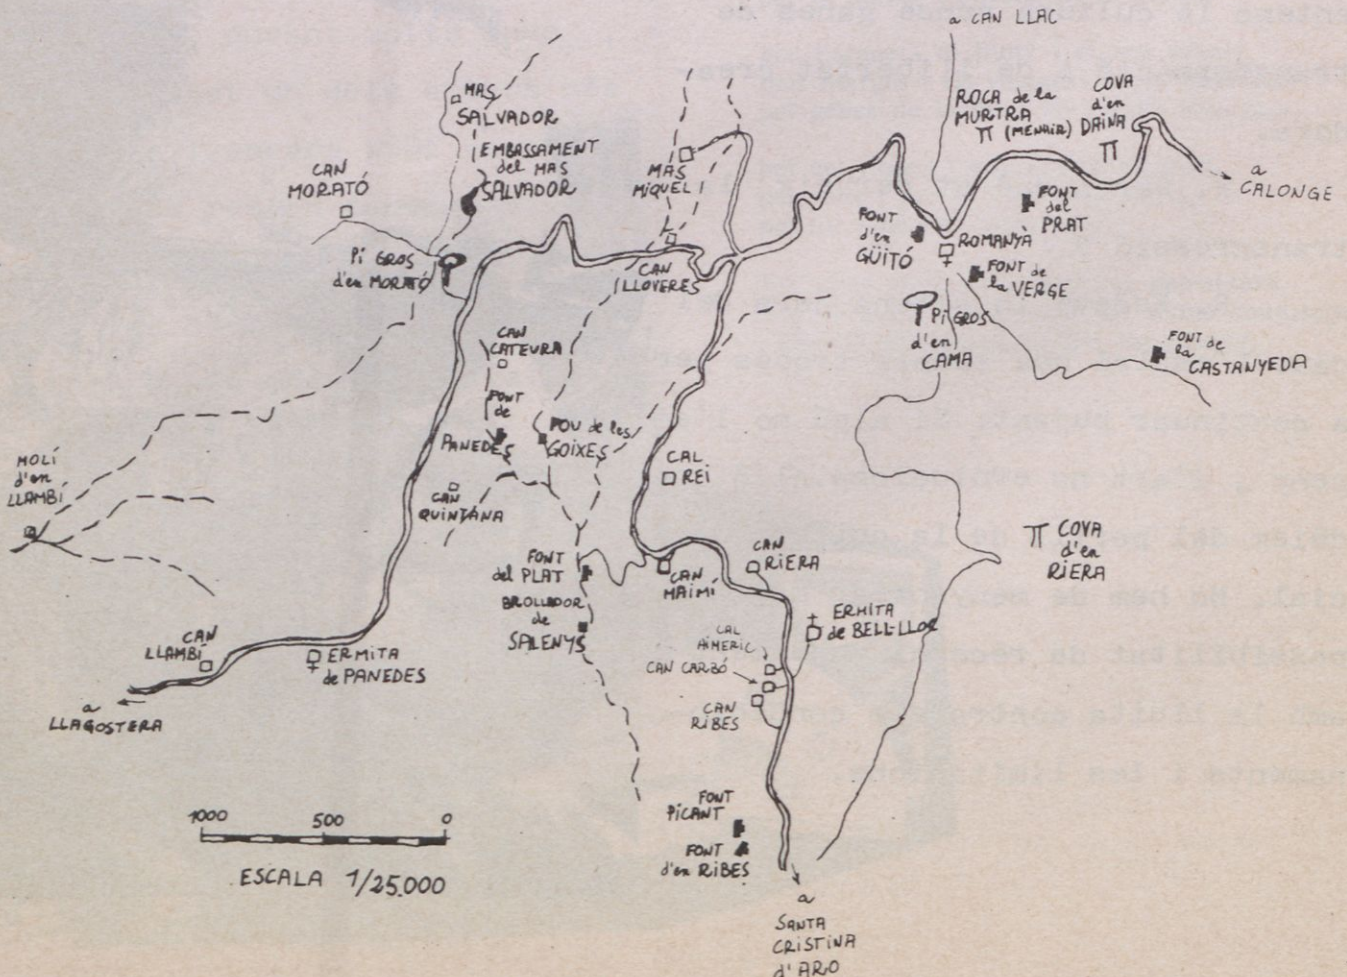 a CAN LLAC
MAS
SALVADOR
EMBASSAMENT
del MAS
SALVADOR
CAN
MORATÓ
Pi GROS
d'en MORATÓ
MAS
MIQUEL
CAN
LLOVERES
ROCA de la
MURTRA
(MENHIR)
COVA
d'en
DAINA
a
CALONGE
FONT
del
PRAT
FONT
d'en
GÜITÓ
ROMANYÀ
FONT de
la VERGE
Pi GROS
d'en
CAMA
FONT de
la
CASTANYEDA
CAN
CATEURA
FONT
de
PANEDES
POU de les
GOIXES
CAL
REI
MOLÍ
d'en
LLAMBÍ
CAN
QUINTANA
FONT
del PLAT
BROLLADOR
de
SALENYS
CAN
MAIMÍ
CAN
RIERA
COVA
d'en
RIERA
ERMITA
de BELL-LLOC
CAL
AIMERIC
CAN CARBÓ
CAN
RIBES
CAN
LLAMBÍ
ERMITA
de PANEDES
a
LLAGOSTERA
FONT
PICANT
FONT
d'en RIBES
1000 500 0
ESCALA 1/25.000
a
SANTA
CRISTINA
d'ARO